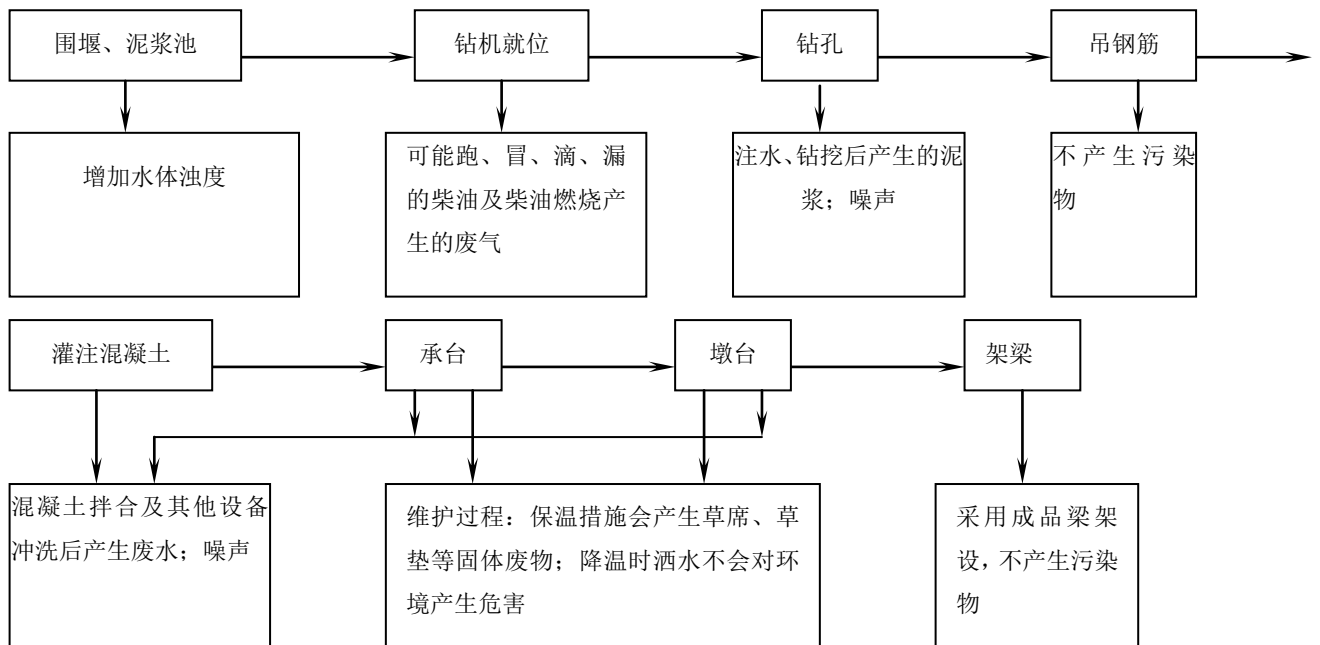 围堰、泥浆池
钻机就位
钻孔
吊钢筋
增加水体浊度
可能跑、冒、滴、漏
的柴油及柴油燃烧产
生的废气
注水、钻挖后产生的泥
浆；噪声
不产生污染
物
灌注混凝土
承台
墩台
架梁
混凝土拌合及其他设备
冲洗后产生废水；噪声
维护过程：保温措施会产生草席、草
垫等固体废物；降温时洒水不会对环
境产生危害
采用成品梁架
设，不产生污染
物